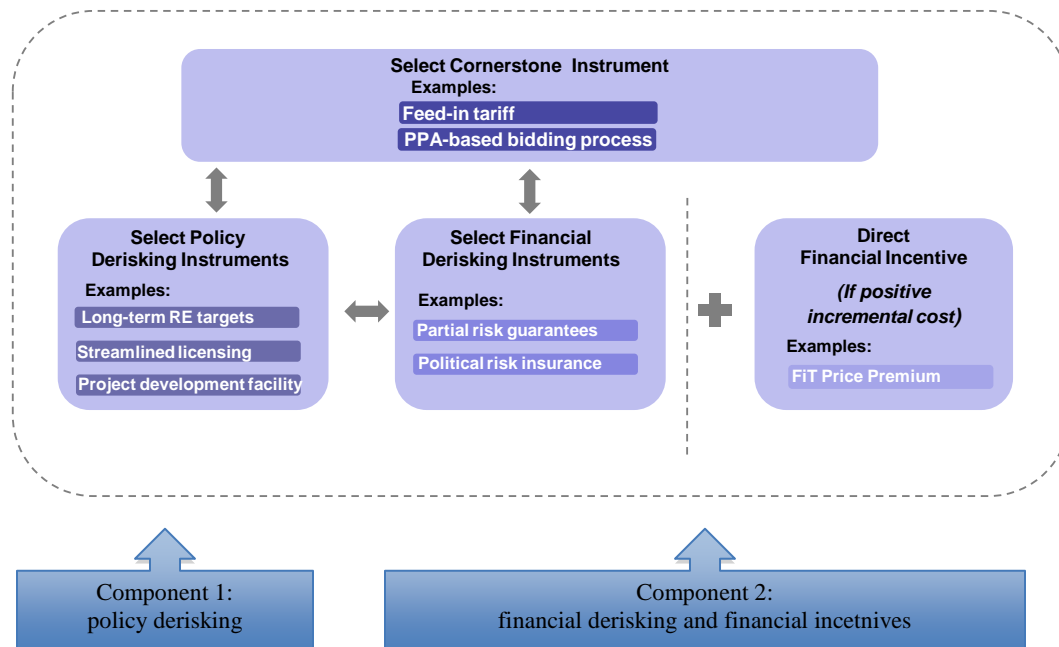 Select Cornerstone Instrument
Examples:
Feed-in tariff
PPA-based bidding process
Select Policy
Derisking Instruments
Examples:
Long-term RE targets
Streamlined licensing
Project development facility
Select Financial
Derisking Instruments
Examples:
Partial risk guarantees
Political risk insurance
Direct
Financial Incentive
(If positive
incremental cost)
Examples:
FiT Price Premium
Component 1:
policy derisking
Component 2:
financial derisking and financial incetnives